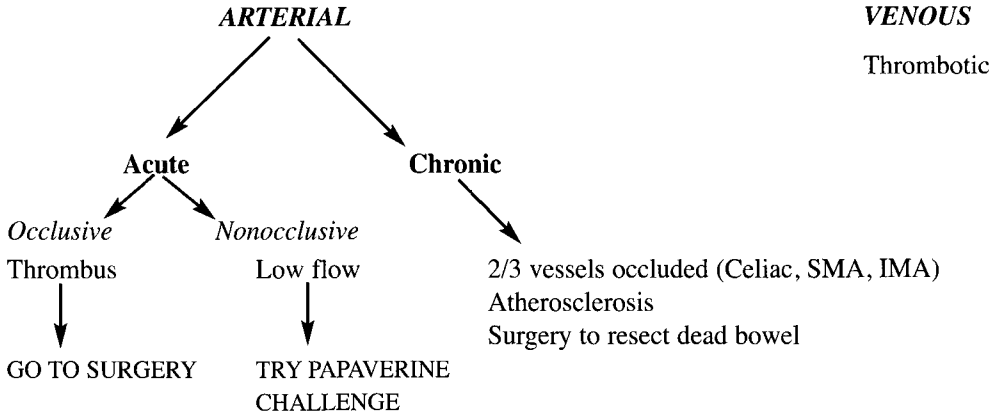 ARTERIAL
VENOUS
Thrombotic
Acute
Chronic
Occlusive
Nonocclusive
Thrombus
Low flow
2/3 vessels occluded (Celiac, SMA, IMA)
Atherosclerosis
Surgery to resect dead bowel
GO TO SURGERY
TRY PAPAVERINE
CHALLENGE